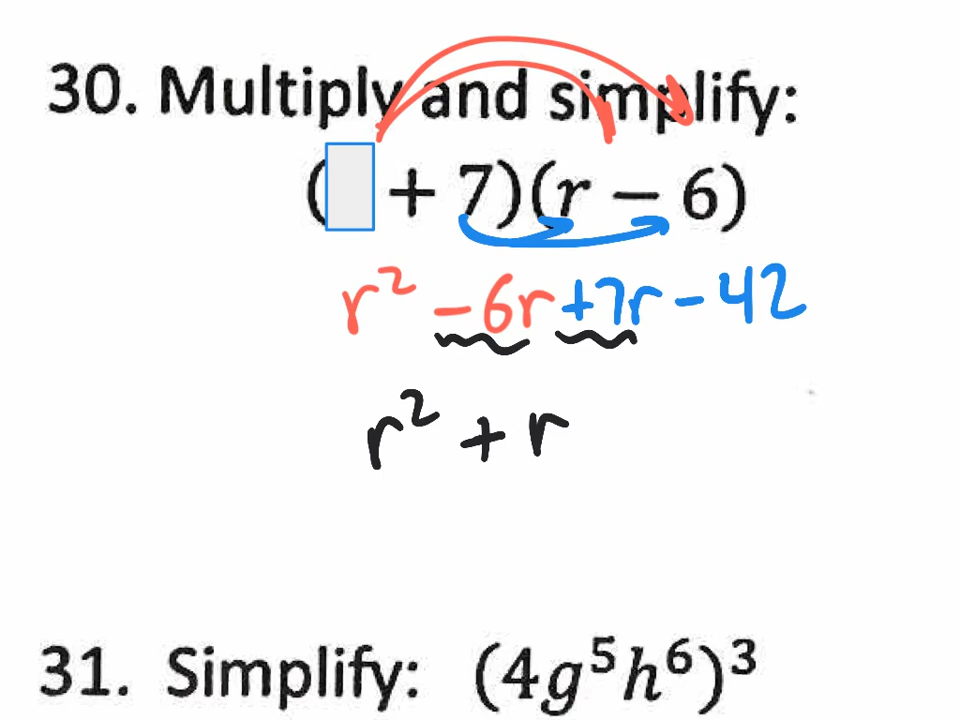 30. Multiply and simplify:
( + 7)(r − 6)
r² −6r +7r −42
r² + r
31. Simplify: (4g⁵h⁶)³